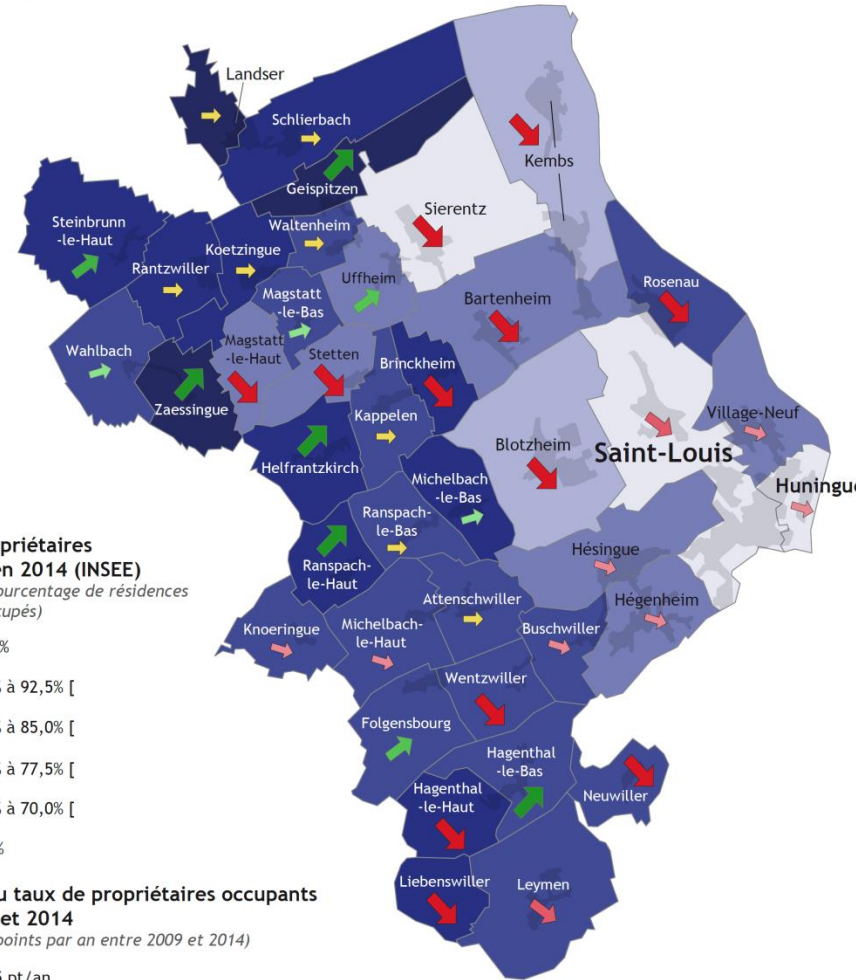 Landser
Schlierbach
Geispitzen
Kembs
Sierentz
Steinbrunn
-le-Haut
Rantzwiller
Koetzingue
Waltenheim
Uffheim
Magstatt
-le-Bas
Bartenheim
Rosenau
Wahlbach
Magstatt
-le-Haut
Stetten
Brinckheim
Zaessingue
Kappelen
Village-Neuf
Blotzheim
Saint-Louis
Helfrantzkirch
Michelbach
-le-Bas
Huningue
Ranspach-
le-Bas
Hésingue
Ranspach-
le-Haut
Attenschwiller
Hégenheim
Knoeringue
Michelbach-
le-Haut
Buschwiller
Wentzwiller
Folgensbourg
Hagenthal
-le-Bas
Hagenthal
-le-Haut
Neuwiller
Liebenswiller
Leymen
priétaires
en 2014 (INSEE)
ourcentage de résidences
cupés)
%
à 92,5% [
à 85,0% [
à 77,5% [
à 70,0% [
%
u taux de propriétaires occupants
et 2014
points par an entre 2009 et 2014)
pt/an